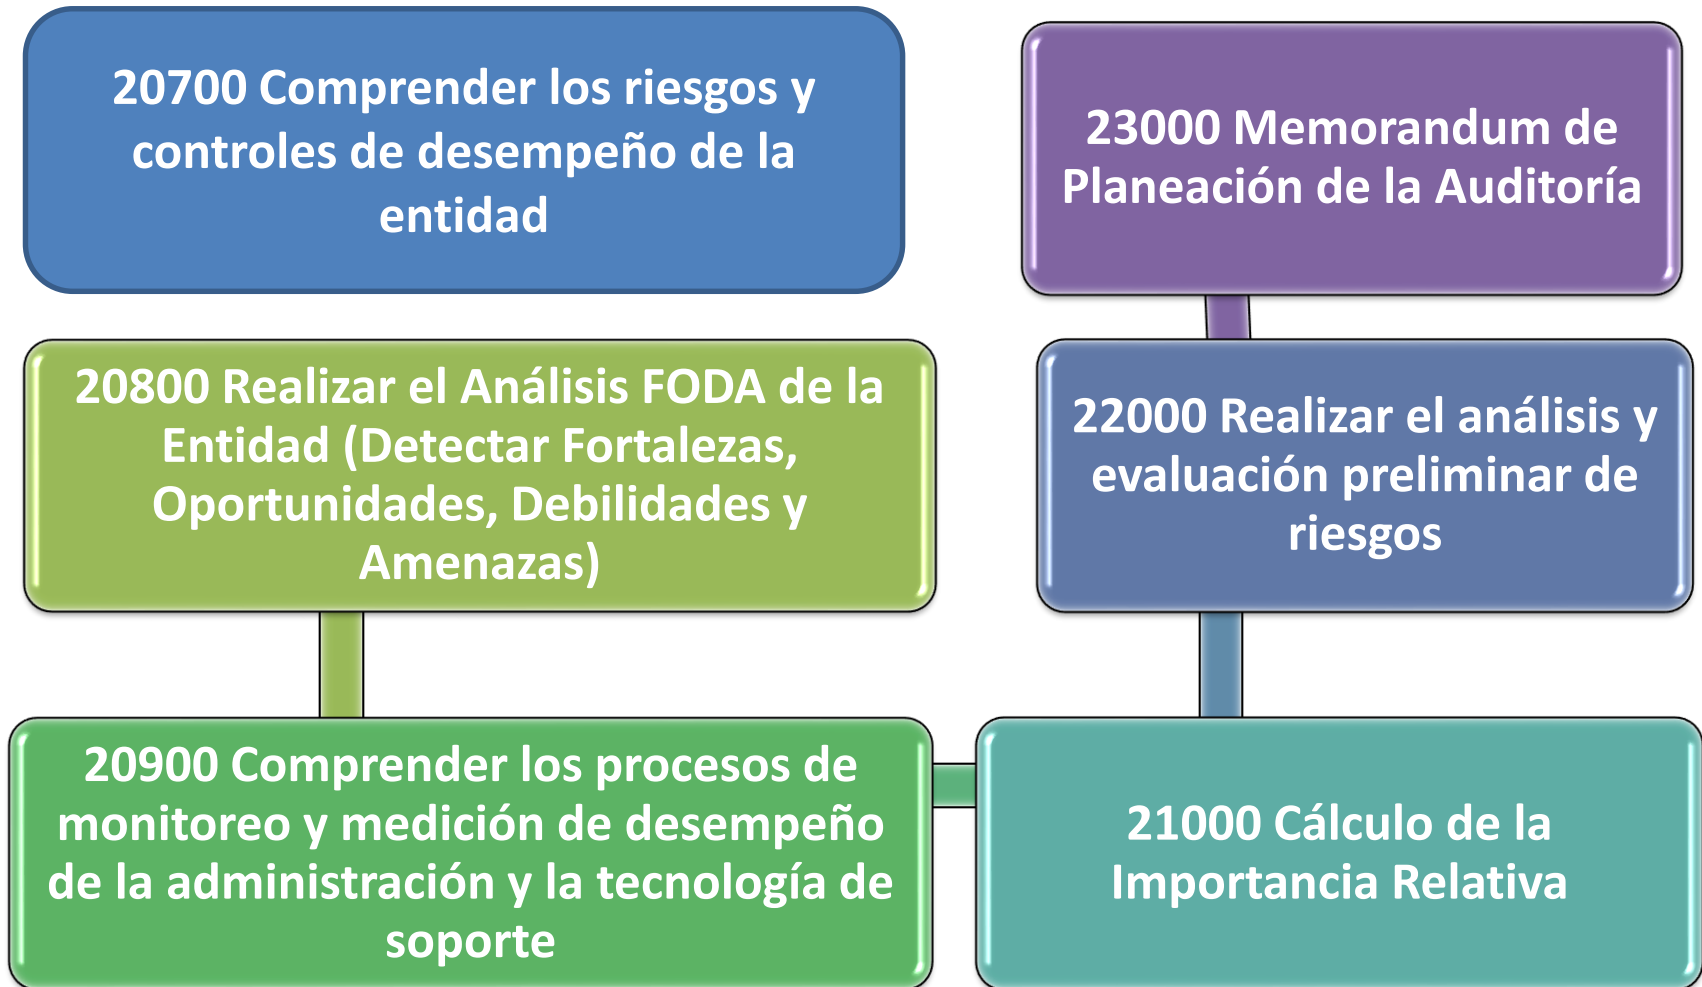 20700 Comprender los riesgos y
controles de desempeño de la
entidad
20800 Realizar el Análisis FODA de la
Entidad (Detectar Fortalezas,
Oportunidades, Debilidades y
Amenazas)
20900 Comprender los procesos de
monitoreo y medición de desempeño
de la administración y la tecnología de
soporte
21000 Cálculo de la
Importancia Relativa
22000 Realizar el análisis y
evaluación preliminar de
riesgos
23000 Memorandum de
Planeación de la Auditoría